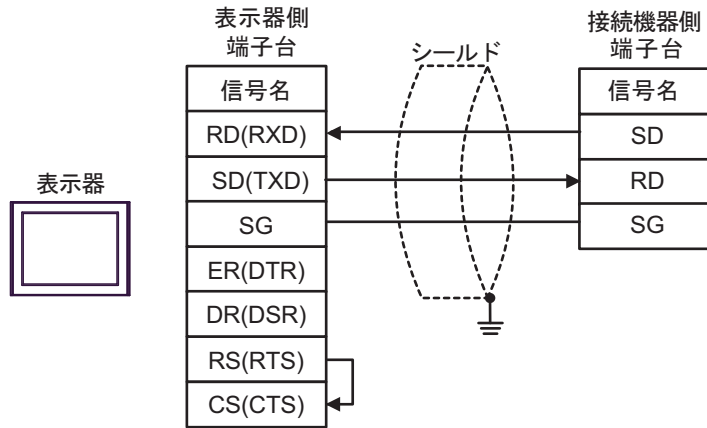 表示器側
端子台
信号名
RD(RXD)
SD(TXD)
SG
ER(DTR)
DR(DSR)
RS(RTS)
CS(CTS)
シールド
接続機器側
端子台
信号名
SD
RD
SG
表示器